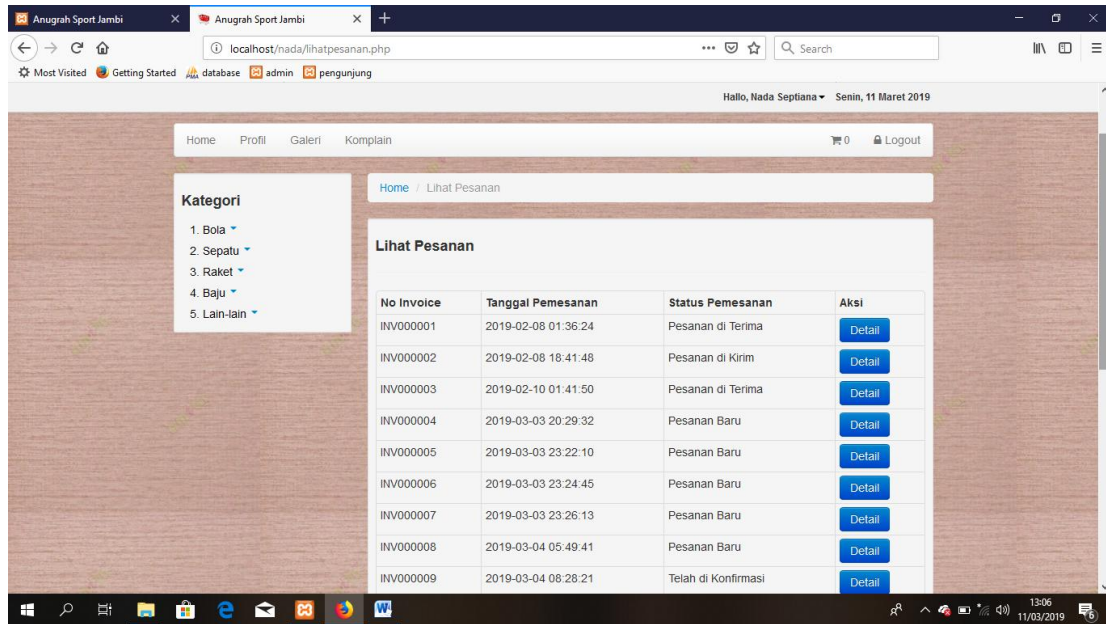 Anugrah Sport Jambi
Anugrah Sport Jambi
localhost/nada/lihatpesanan.php
Search
Most Visited Getting Started database admin pengunjung
Hallo, Nada Septiana Senin, 11 Maret 2019
Home Profil Galeri Komplain 0 Logout
Kategori
1. Bola
2. Sepatu
3. Raket
4. Baju
5. Lain-lain
Home / Lihat Pesanan
Lihat Pesanan
No Invoice Tanggal Pemesanan Status Pemesanan Aksi
INV000001 2019-02-08 01:36:24 Pesanan di Terima Detail
INV000002 2019-02-08 18:41:48 Pesanan di Kirim Detail
INV000003 2019-02-10 01:41:50 Pesanan di Terima Detail
INV000004 2019-03-03 20:29:32 Pesanan Baru Detail
INV000005 2019-03-03 23:22:10 Pesanan Baru Detail
INV000006 2019-03-03 23:24:45 Pesanan Baru Detail
INV000007 2019-03-03 23:26:13 Pesanan Baru Detail
INV000008 2019-03-04 05:49:41 Pesanan Baru Detail
INV000009 2019-03-04 08:28:21 Telah di Konfirmasi Detail
13:06
11/03/2019
6